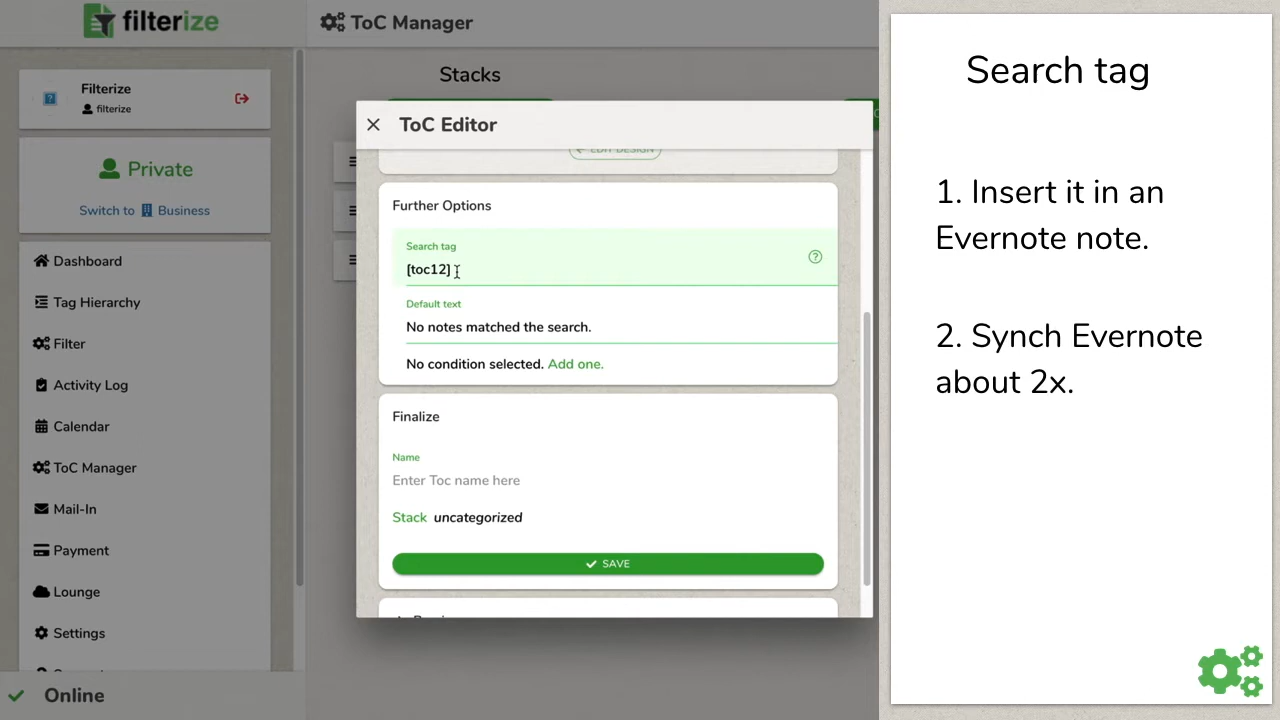 filterize
ToC Manager
Filterize
filterize
Private
Switch to Business
Dashboard
Tag Hierarchy
Filter
Activity Log
Calendar
ToC Manager
Mail-In
Payment
Lounge
Settings
Online
Stacks
ToC Editor
EDIT DESIGN
Further Options
Search tag
[toc12]
Default text
No notes matched the search.
No condition selected. Add one.
Finalize
Name
Enter Toc name here
Stack uncategorized
SAVE
Search tag
1. Insert it in an
Evernote note.
2. Synch Evernote
about 2x.